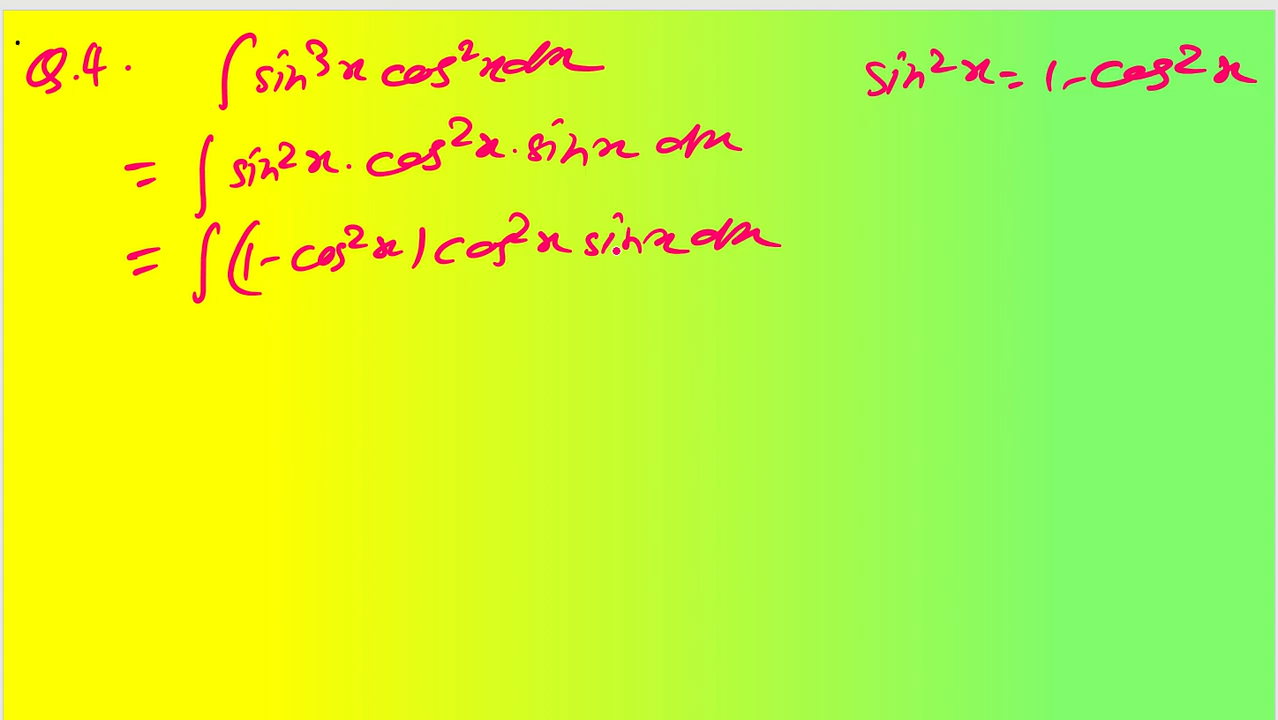 Q.4. ∫ sin³x cos²x dx
sin²x = 1 - cos²x
= ∫ sin²x · cos²x · sinx dx
= ∫ (1 - cos²x) cos²x sinx dx